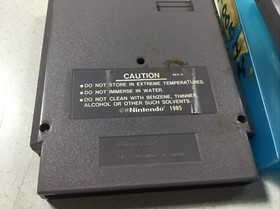 CAUTION
• DO NOT STORE IN EXTREME TEMPERATURES.
• DO NOT IMMERSE IN WATER.
• DO NOT CLEAN WITH BENZENE, THINNER,
ALCOHOL OR OTHER SUCH SOLVENTS.
©Nintendo 1985